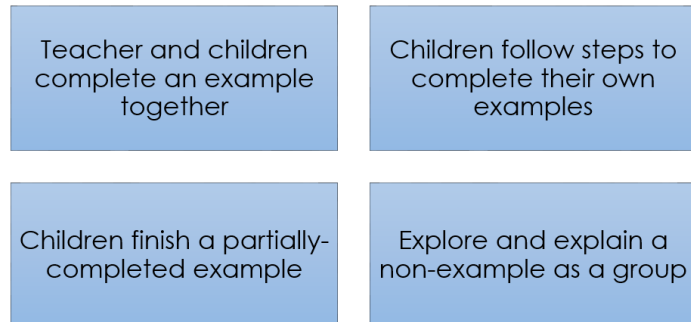 Teacher and children
complete an example
together
Children follow steps to
complete their own
examples
Children finish a partially-
completed example
Explore and explain a
non-example as a group